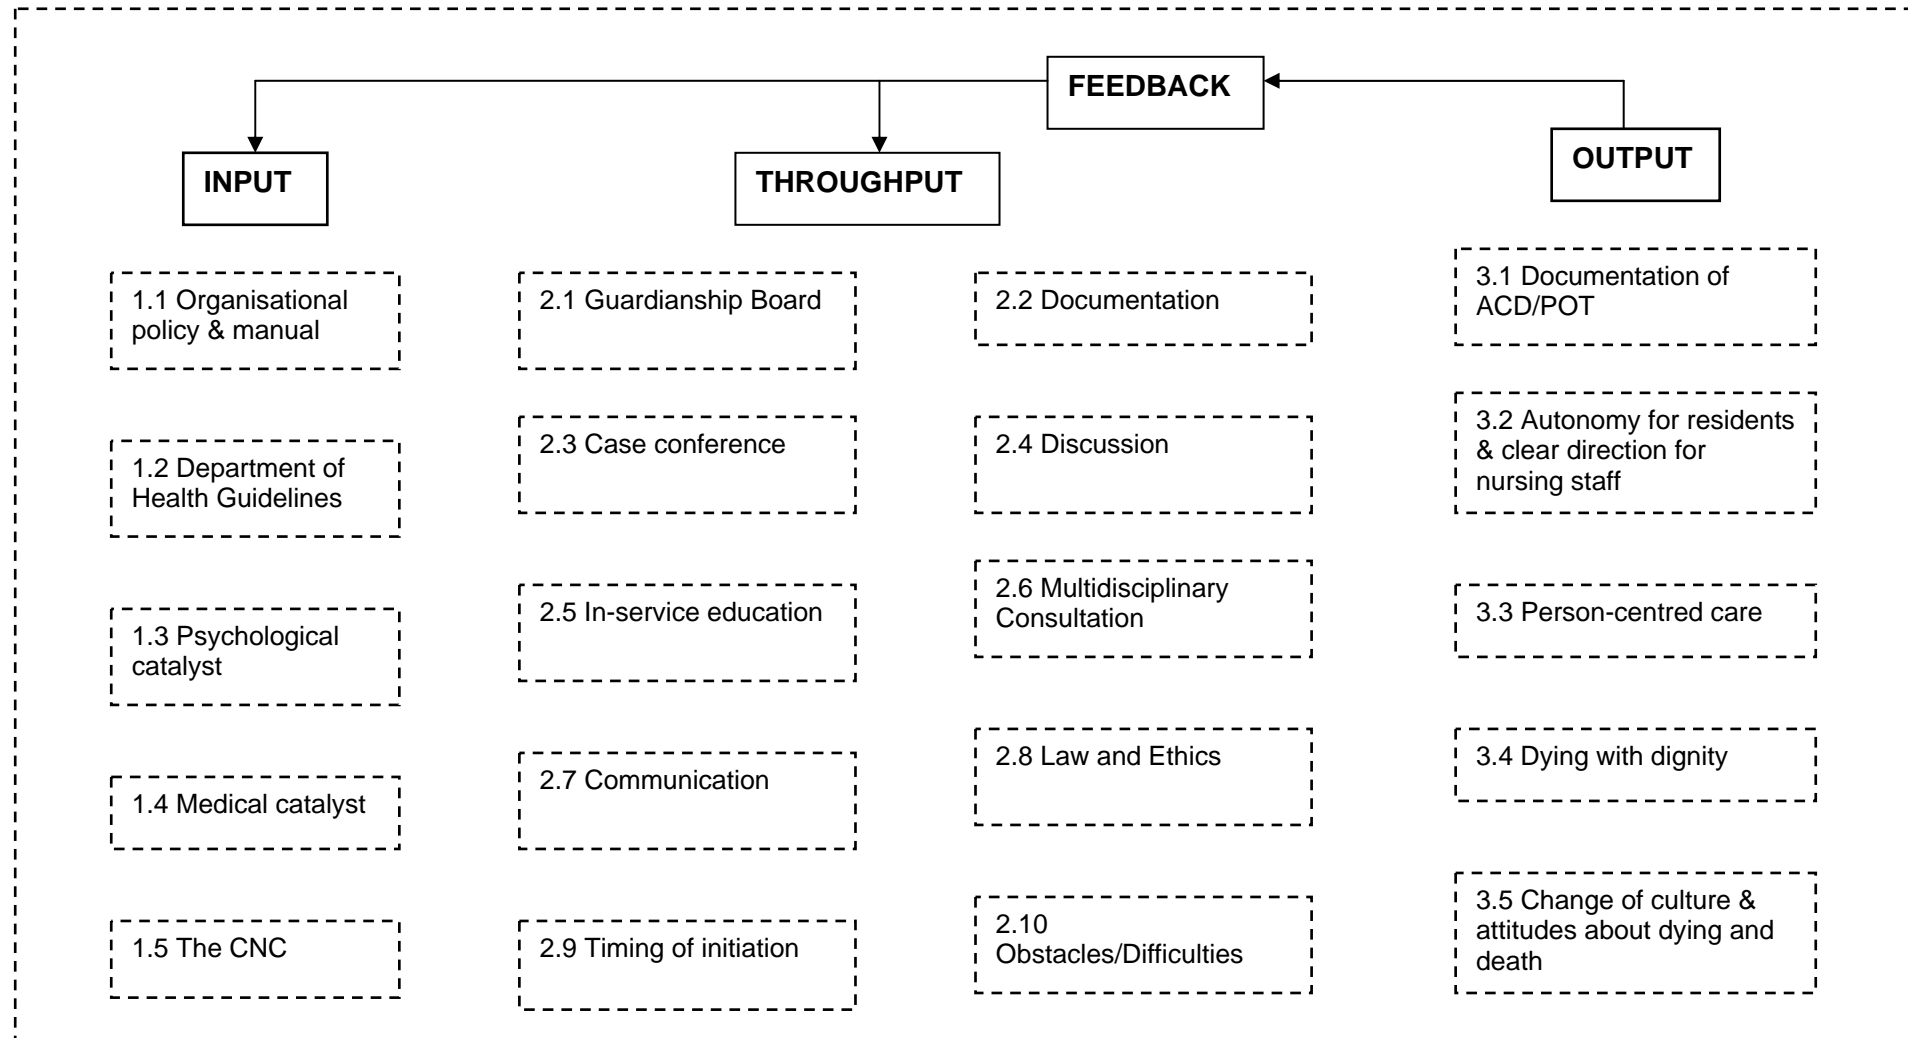 FEEDBACK
INPUT
THROUGHPUT
OUTPUT
1.1 Organisational
policy & manual
1.2 Department of
Health Guidelines
1.3 Psychological
catalyst
1.4 Medical catalyst
1.5 The CNC
2.1 Guardianship Board
2.2 Documentation
2.3 Case conference
2.4 Discussion
2.5 In-service education
2.6 Multidisciplinary
Consultation
2.7 Communication
2.8 Law and Ethics
2.9 Timing of initiation
2.10
Obstacles/Difficulties
3.1 Documentation of
ACD/POT
3.2 Autonomy for residents
& clear direction for
nursing staff
3.3 Person-centred care
3.4 Dying with dignity
3.5 Change of culture &
attitudes about dying and
death